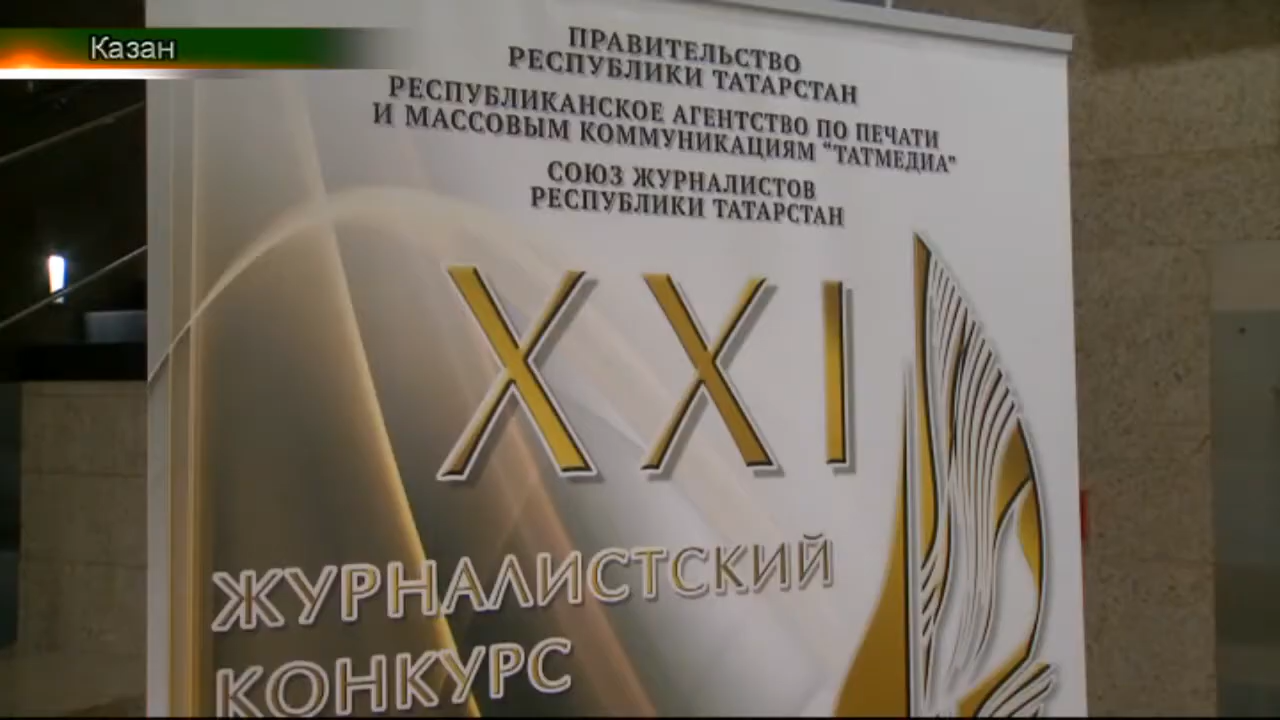 Казан
ПРАВИТЕЛЬСТВО
РЕСПУБЛИКИ ТАТАРСТАН
РЕСПУБЛИКАНСКОЕ АГЕНТСТВО ПО ПЕЧАТИ
И МАССОВЫМ КОММУНИКАЦИЯМ “ТАТМЕДИА”
СОЮЗ ЖУРНАЛИСТОВ
РЕСПУБЛИКИ ТАТАРСТАН
XXI
ЖУРНАЛИСТСКИЙ
КОНКУРС